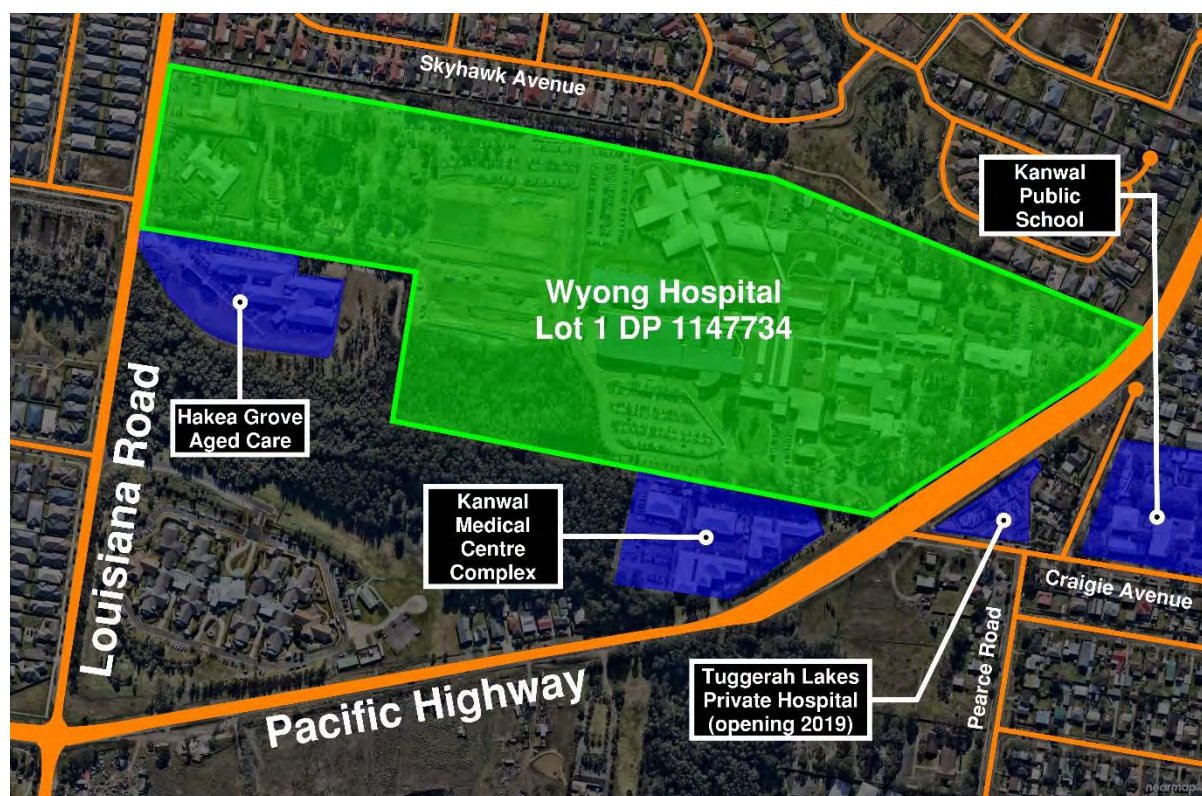 Skyhawk Avenue
Kanwal
Public
School
Wyong Hospital
Lot 1 DP 1147734
Hakea Grove
Aged Care
Louisiana Road
Kanwal
Medical
Centre
Complex
Craigie Avenue
Pearce Road
Tuggerah Lakes
Private Hospital
(opening 2019)
Pacific Highway
nearmap